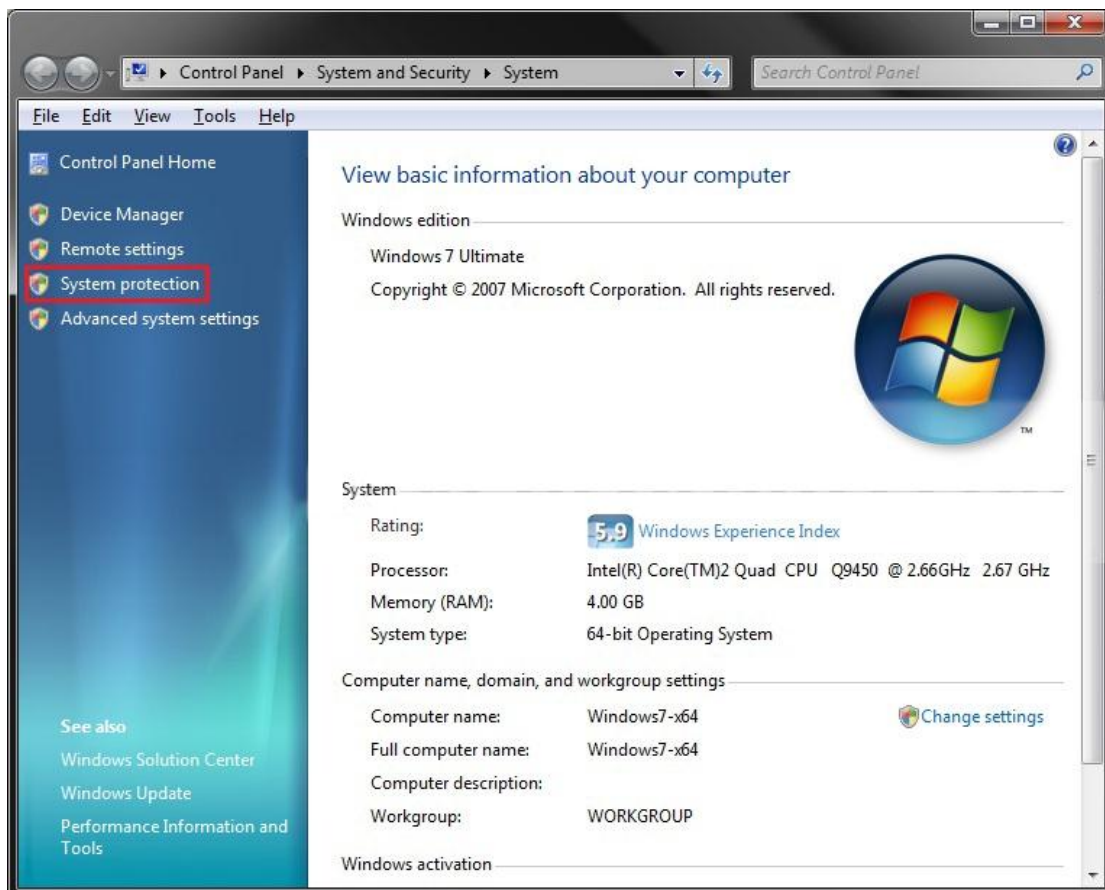 Control Panel ▸ System and Security ▸ System
Search Control Panel
File Edit View Tools Help
Control Panel Home
Device Manager
Remote settings
System protection
Advanced system settings
See also
Windows Solution Center
Windows Update
Performance Information and
Tools
View basic information about your computer
Windows edition
Windows 7 Ultimate
Copyright © 2007 Microsoft Corporation. All rights reserved.
TM
System
Rating: 5.9 Windows Experience Index
Processor: Intel(R) Core(TM)2 Quad CPU Q9450 @ 2.66GHz 2.67 GHz
Memory (RAM): 4.00 GB
System type: 64-bit Operating System
Computer name, domain, and workgroup settings
Computer name: Windows7-x64 Change settings
Full computer name: Windows7-x64
Computer description:
Workgroup: WORKGROUP
Windows activation